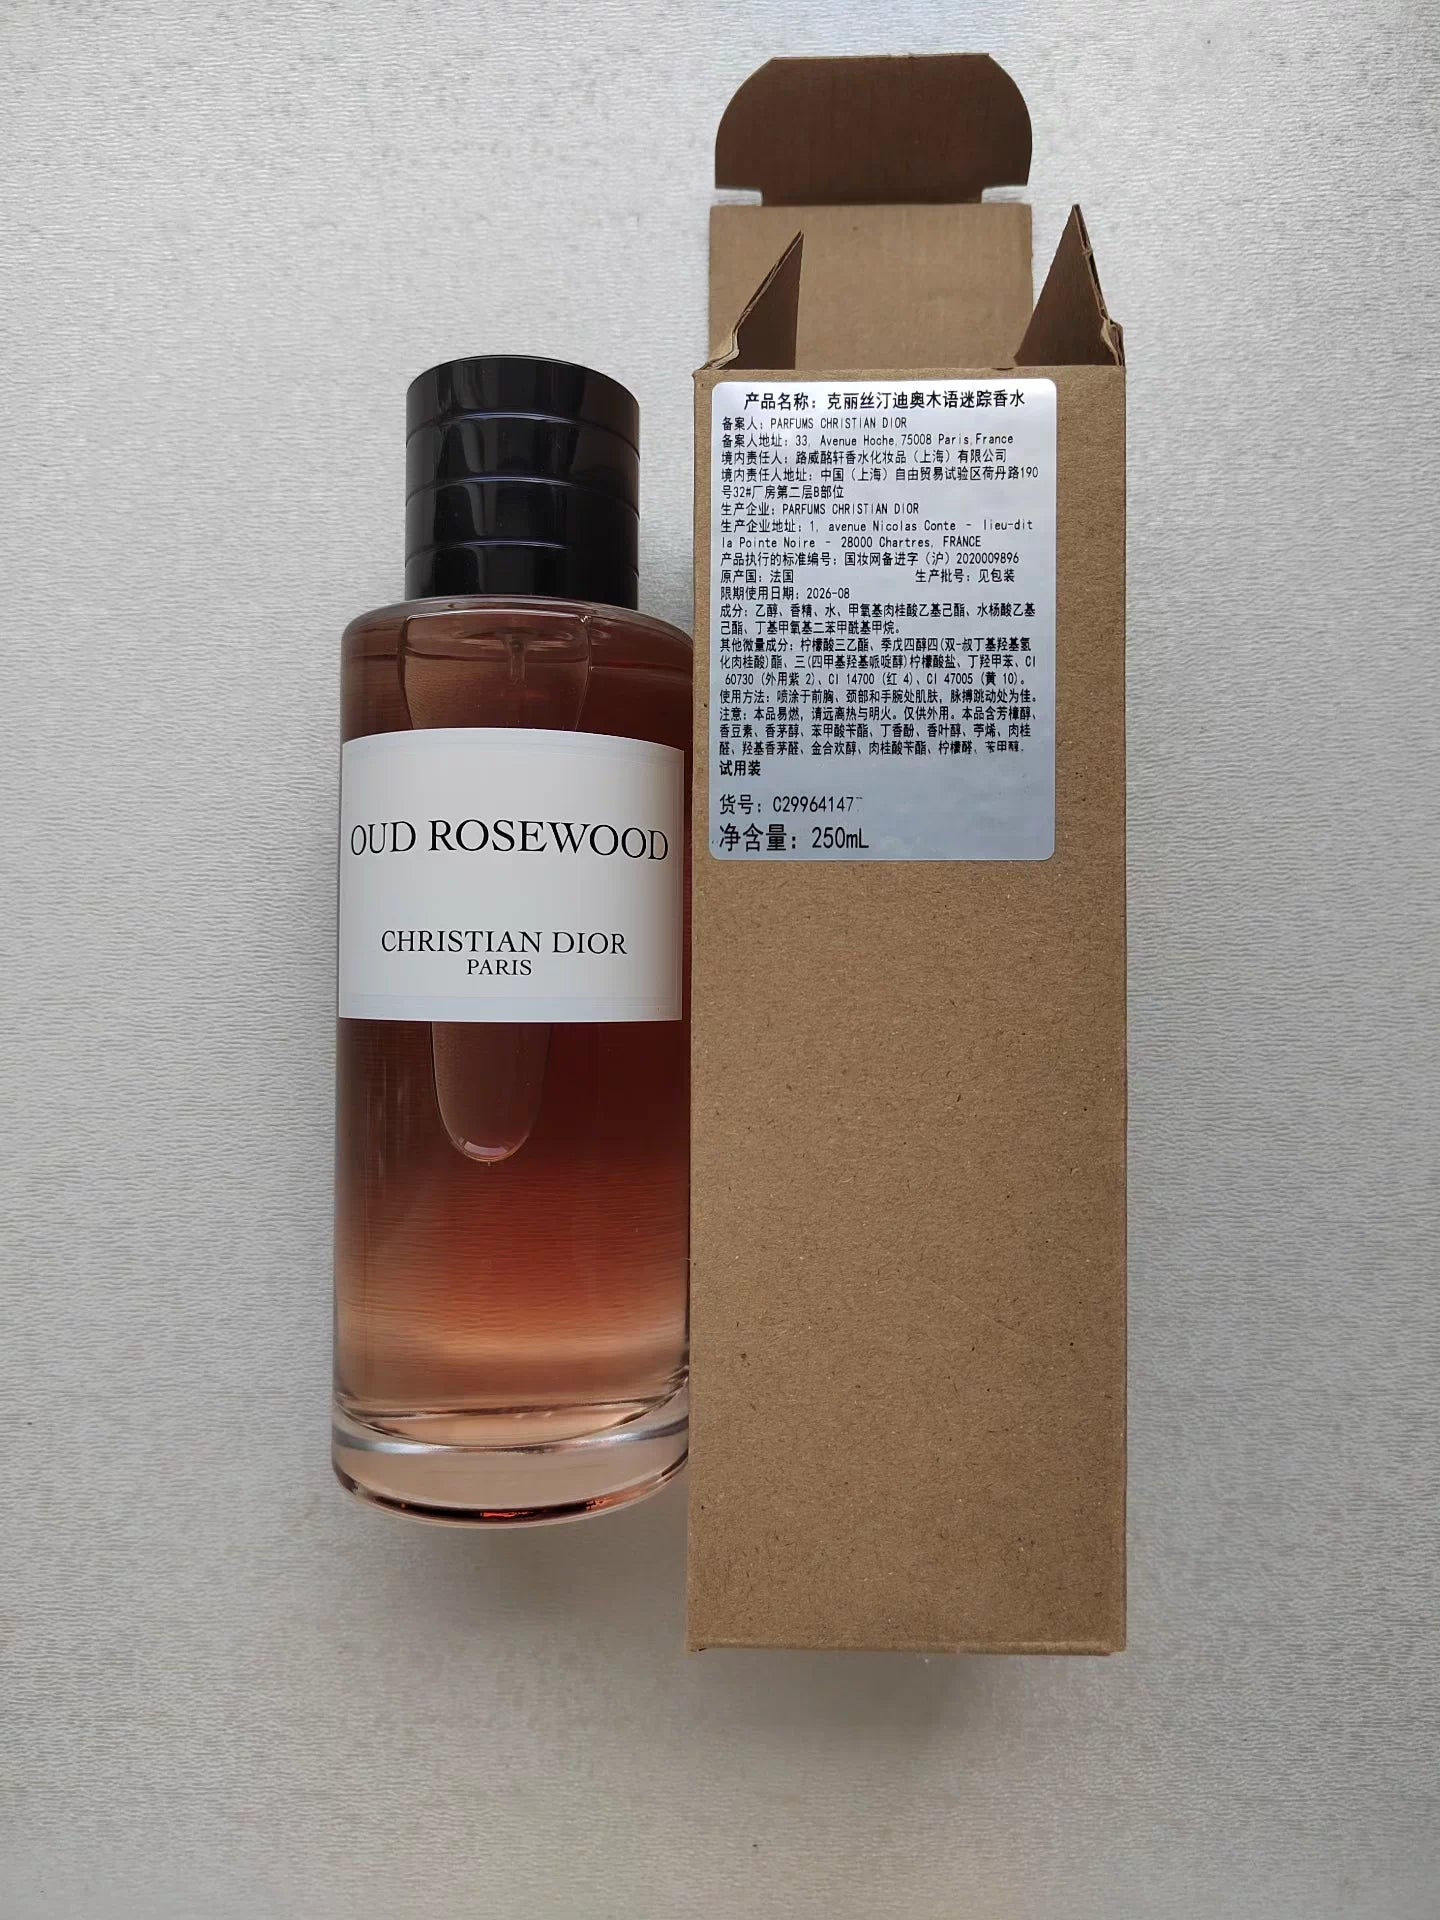 OUD ROSEWOOD
CHRISTIAN DIOR
PARIS
产品名称：克丽丝汀迪奥木语迷踪香水
备案人：PARFUMS CHRISTIAN DIOR
备案人地址：33, Avenue Hoche,75008 Paris,France
境内责任人：路威酩轩香水化妆品（上海）有限公司
境内责任人地址：中国（上海）自由贸易试验区荷丹路190
号32#厂房第二层B部位
生产企业：PARFUMS CHRISTIAN DIOR
生产企业地址：1, avenue Nicolas Conte – lieu-dit
la Pointe Noire – 28000 Chartres, FRANCE
产品执行的标准编号：国妆网备进字（沪）2020009896
原产国：法国 生产批号：见包装
限期使用日期：2026-08
成分：乙醇、香精、水、甲氧基肉桂酸乙基己酯、水杨酸乙基
己酯、丁基甲氧基二苯甲酰基甲烷。
其他微量成分：柠檬酸三乙酯、季戊四醇四(双-叔丁基羟基氢
化肉桂酸)酯、三(四甲基羟基哌啶醇)柠檬酸盐、丁羟甲苯、CI
60730 (外用紫 2)、CI 14700 (红 4)、CI 47005 (黄 10)。
使用方法：喷涂于前胸、颈部和手腕处肌肤，脉搏跳动处为佳。
注意：本品易燃，请远离热与明火。仅供外用。本品含芳樟醇、
香豆素、香茅醇、苯甲酸苄酯、丁香酚、香叶醇、苧烯、肉桂
醛、羟基香茅醛、金合欢醇、肉桂酸苄酯、柠檬醛、苄甲醇、
试用装
货号：C29964147
净含量：250mL